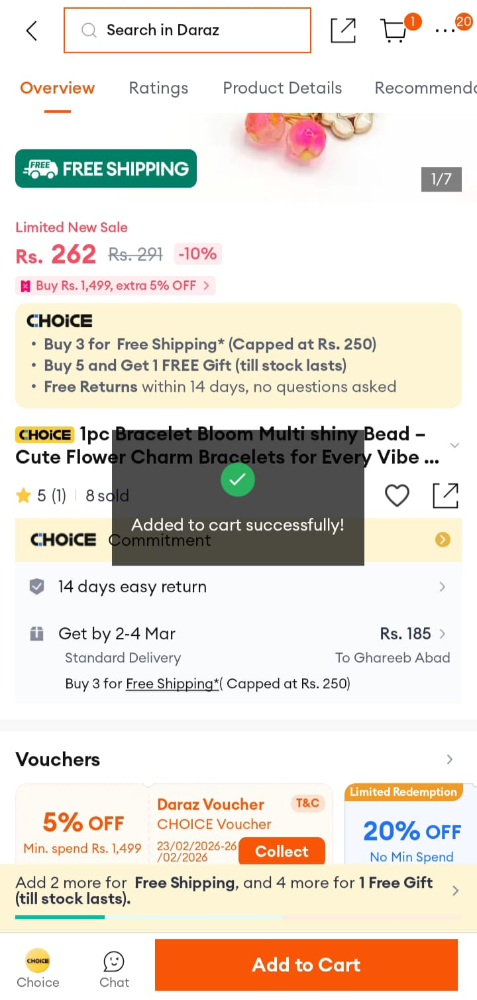 Search in Daraz
1
20
Overview Ratings Product Details Recommenda
FREE FREE SHIPPING
1/7
Limited New Sale
Rs. 262 Rs. 291 -10%
Buy Rs. 1,499, extra 5% OFF >
CHOiCE
• Buy 3 for Free Shipping* (Capped at Rs. 250)
• Buy 5 and Get 1 FREE Gift (till stock lasts)
• Free Returns within 14 days, no questions asked
CHOiCE 1pc Bracelet Bloom Multi shiny Bead –
Cute Flower Charm Bracelets for Every Vibe ...
5 (1) | 8 sold
Added to cart successfully!
CHOiCE Commitment
14 days easy return
Get by 2-4 Mar Rs. 185
Standard Delivery To Ghareeb Abad
Buy 3 for Free Shipping*( Capped at Rs. 250)
Vouchers
5% OFF
Min. spend Rs. 1,499
Daraz Voucher T&C
CHOICE Voucher
23/02/2026-26
/02/2026
Collect
Limited Redemption
20% OFF
No Min Spend
Add 2 more for Free Shipping, and 4 more for 1 Free Gift
(till stock lasts).
CHOiCE
Choice
Chat
Add to Cart